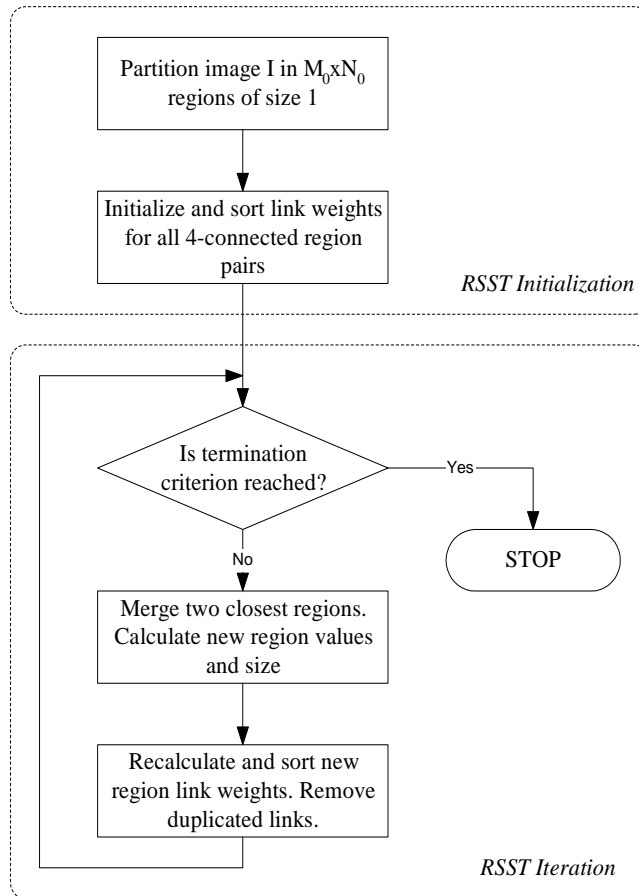 Partition image I in M₀xN₀
regions of size 1
Initialize and sort link weights
for all 4-connected region
pairs
RSST Initialization
Is termination
criterion reached?
Yes
STOP
No
Merge two closest regions.
Calculate new region values
and size
Recalculate and sort new
region link weights. Remove
duplicated links.
RSST Iteration